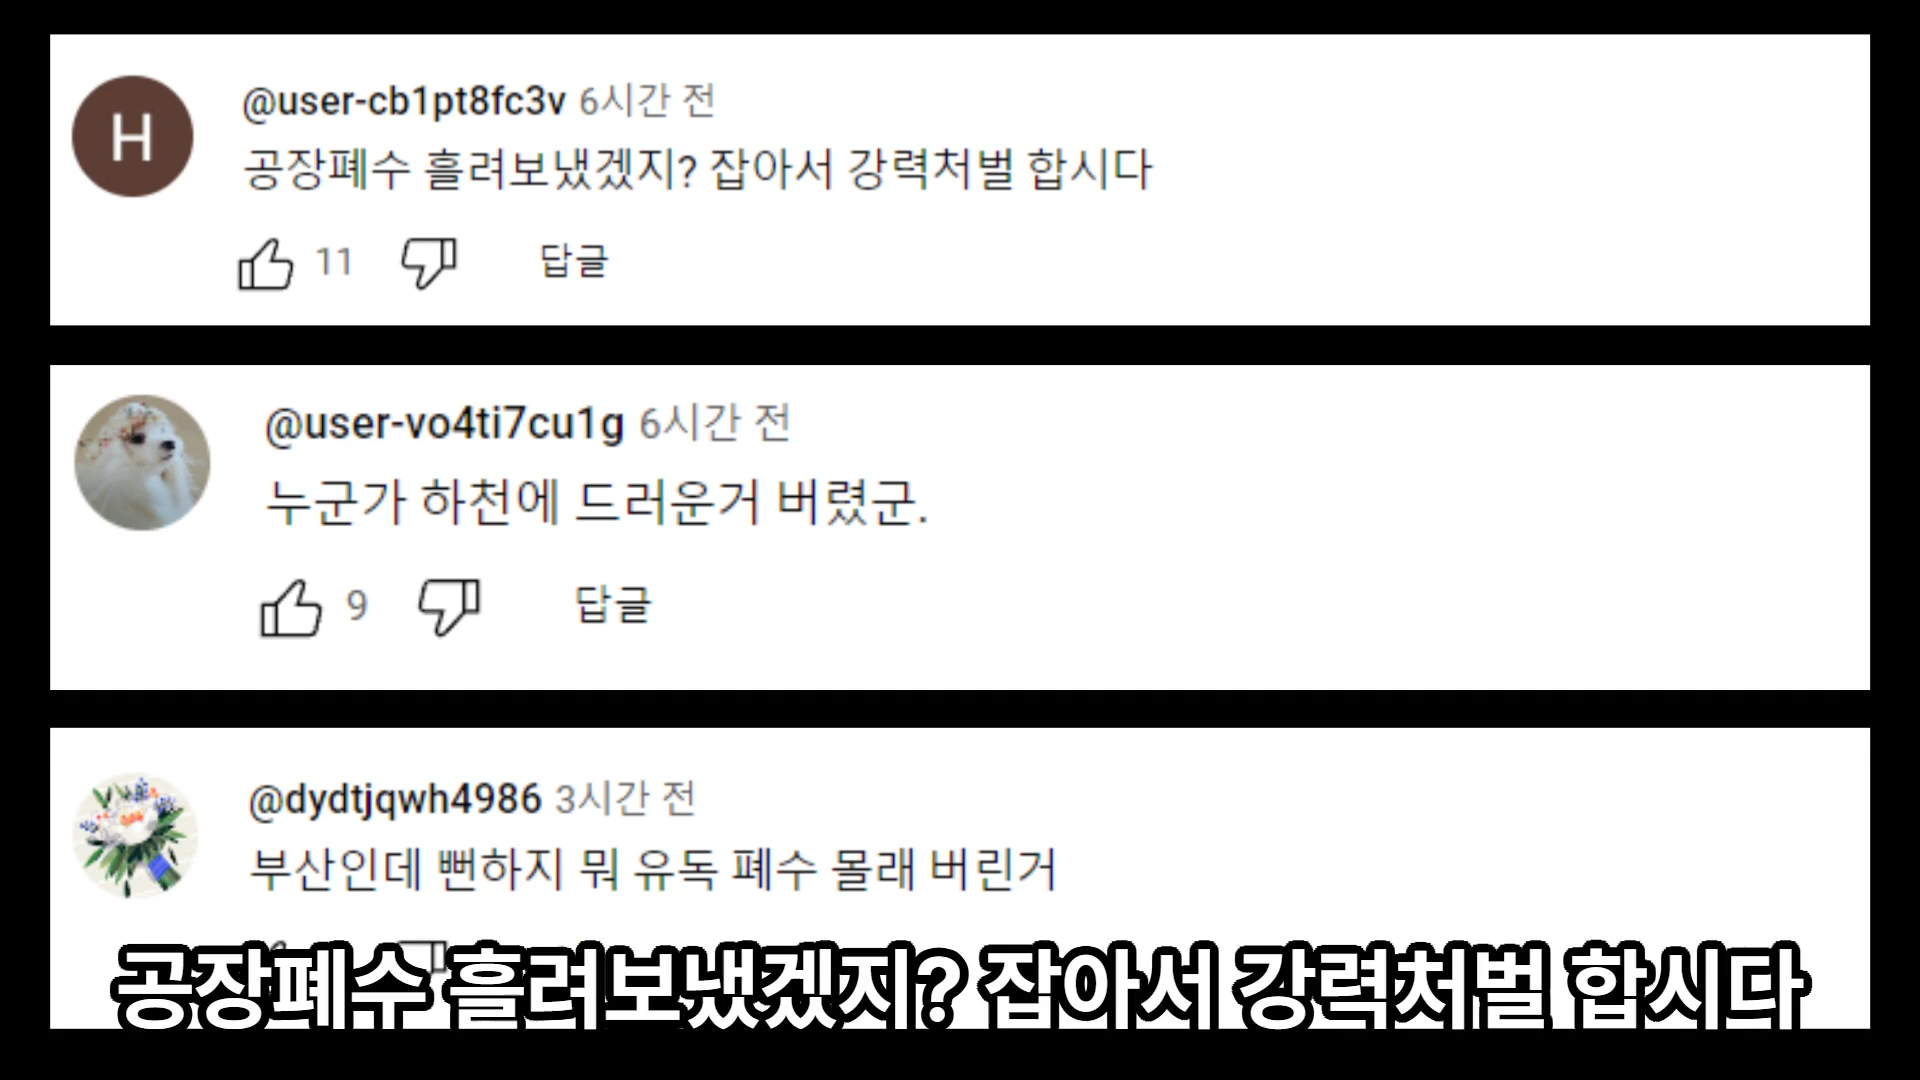 H
@user-cb1pt8fc3v 6시간 전
공장폐수 흘려보냈겠지? 잡아서 강력처벌 합시다
11 답글
@user-vo4ti7cu1g 6시간 전
누군가 하천에 드러운거 버렸군.
9 답글
@dydtjqwh4986 3시간 전
부산인데 뻔하지 뭐 유독 폐수 몰래 버린거
공장폐수 흘려보냈겠지? 잡아서 강력처벌 합시다